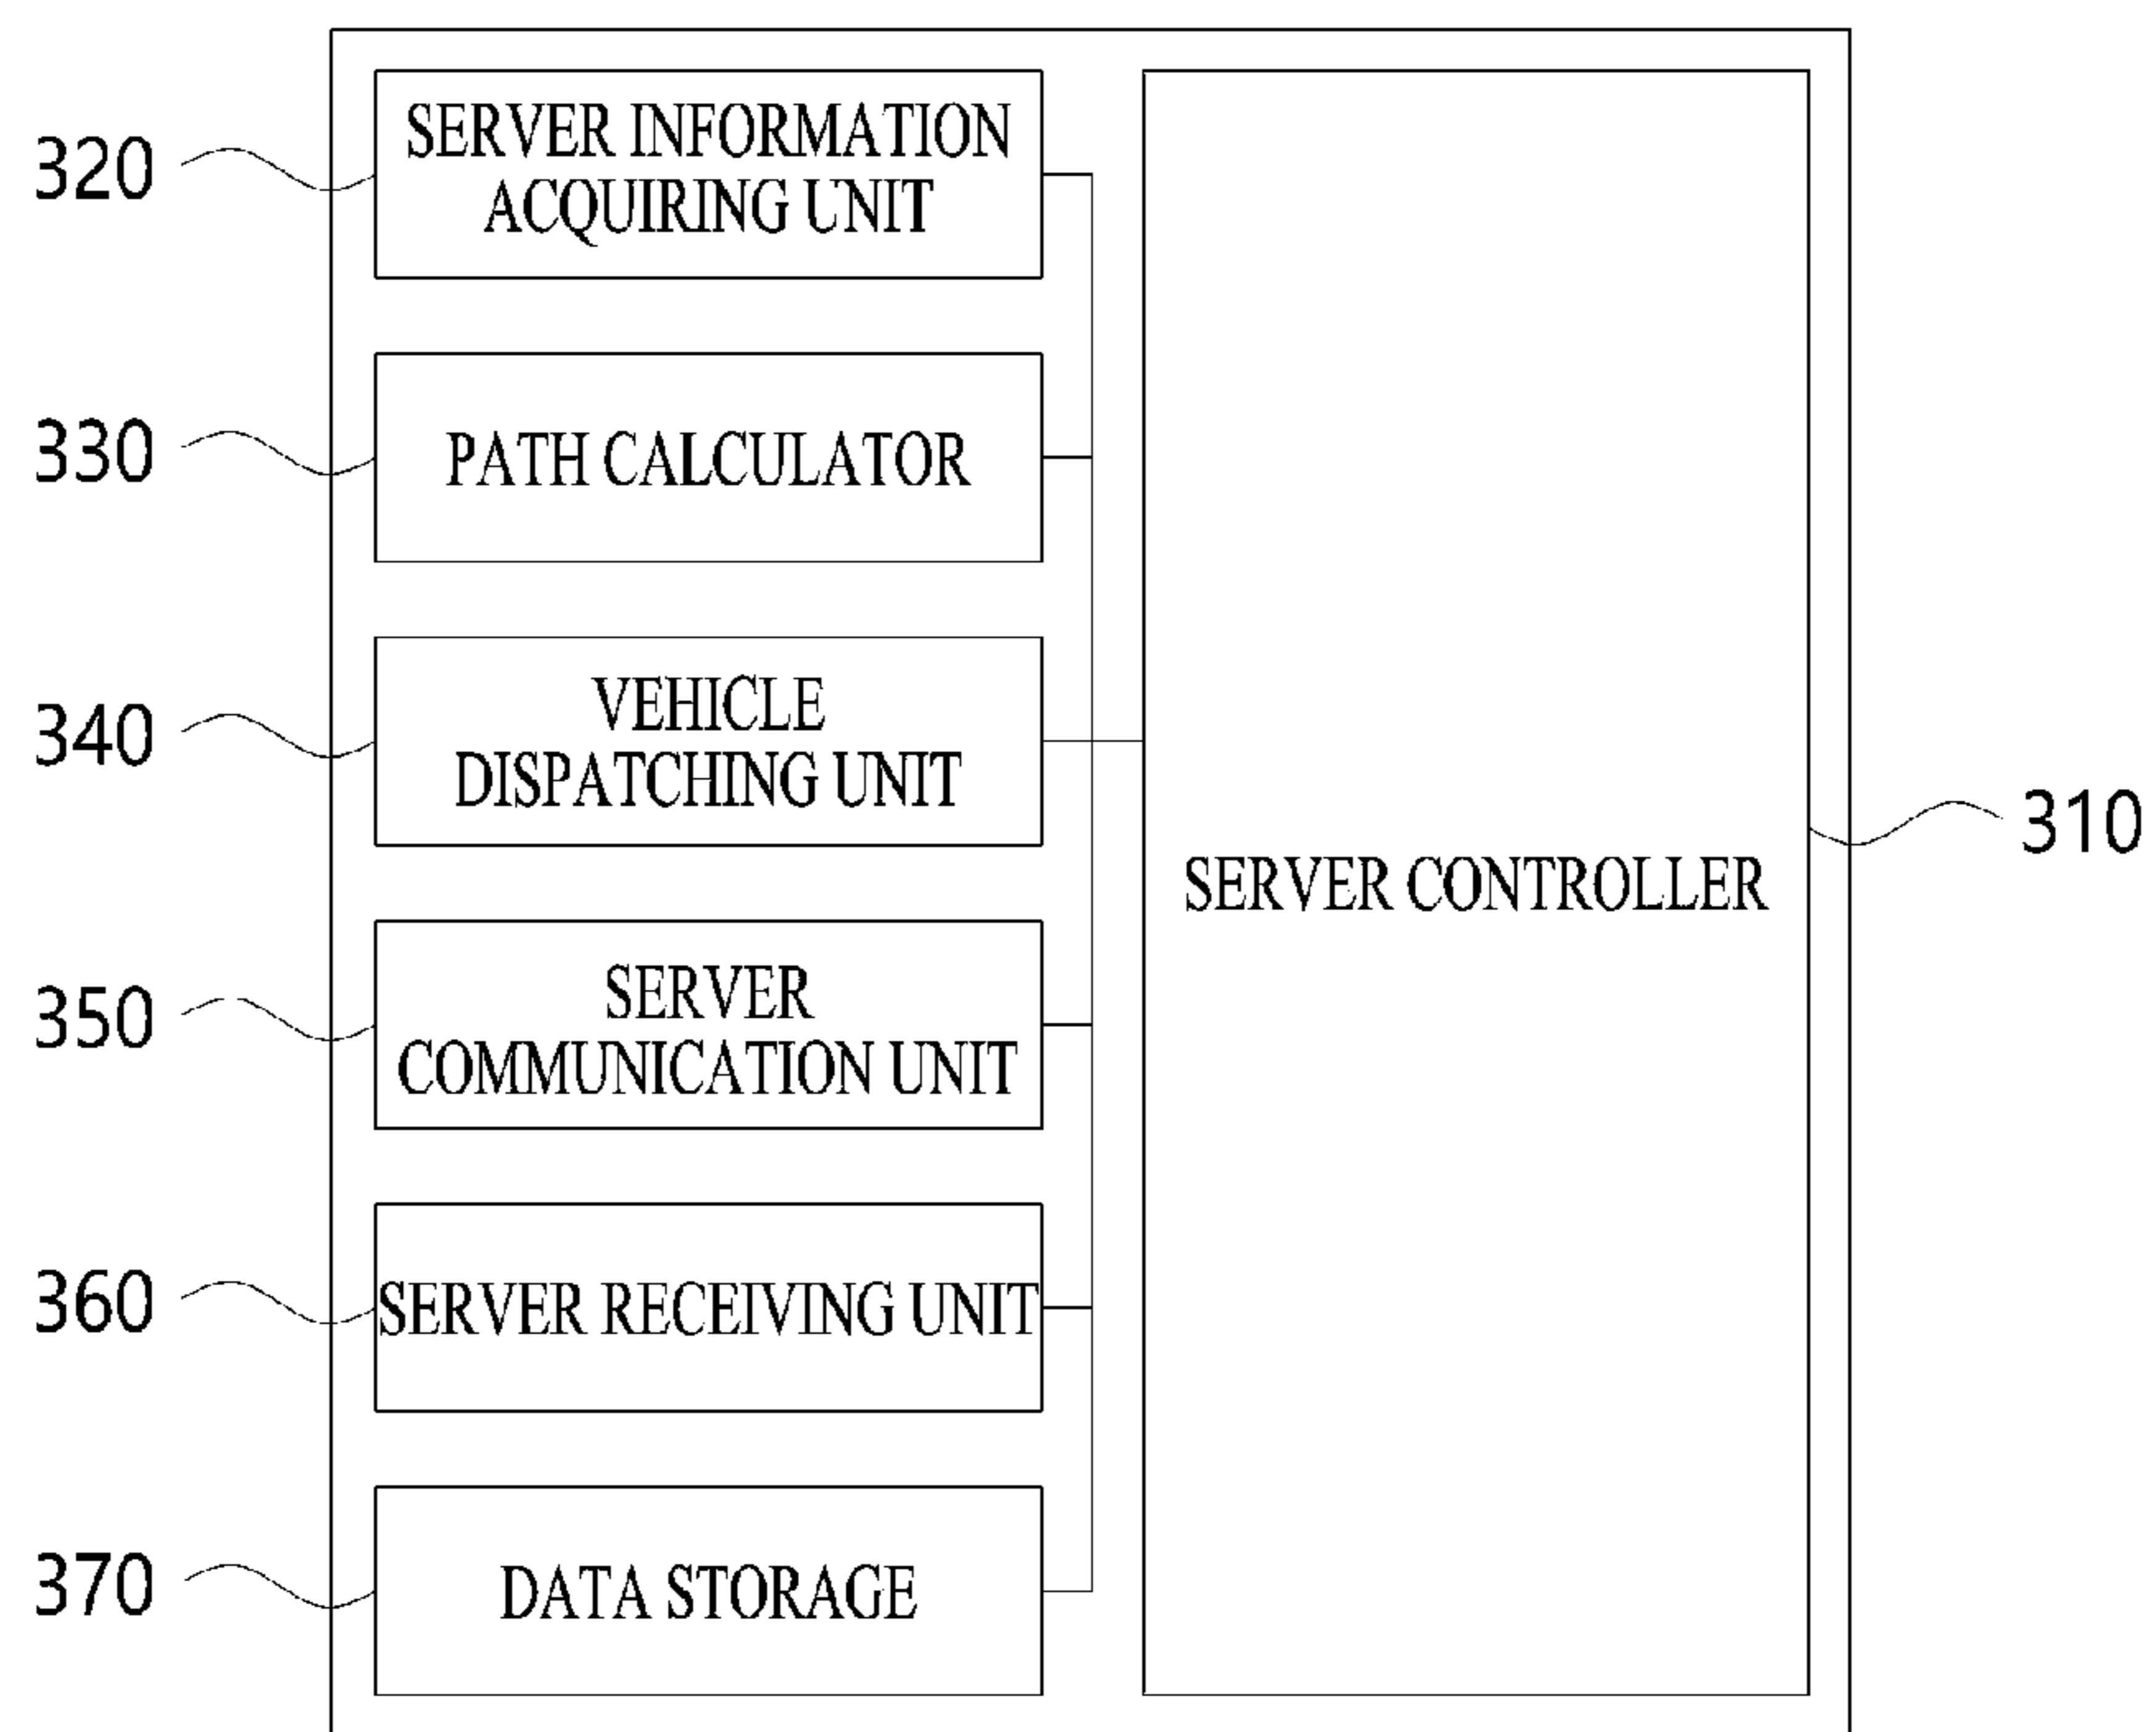 320
SERVER INFORMATION
ACQUIRING UNIT
330
PATH CALCULATOR
340
VEHICLE
DISPATCHING UNIT
310
SERVER CONTROLLER
350
SERVER
COMMUNICATION UNIT
360
SERVER RECEIVING UNIT
370
DATA STORAGE